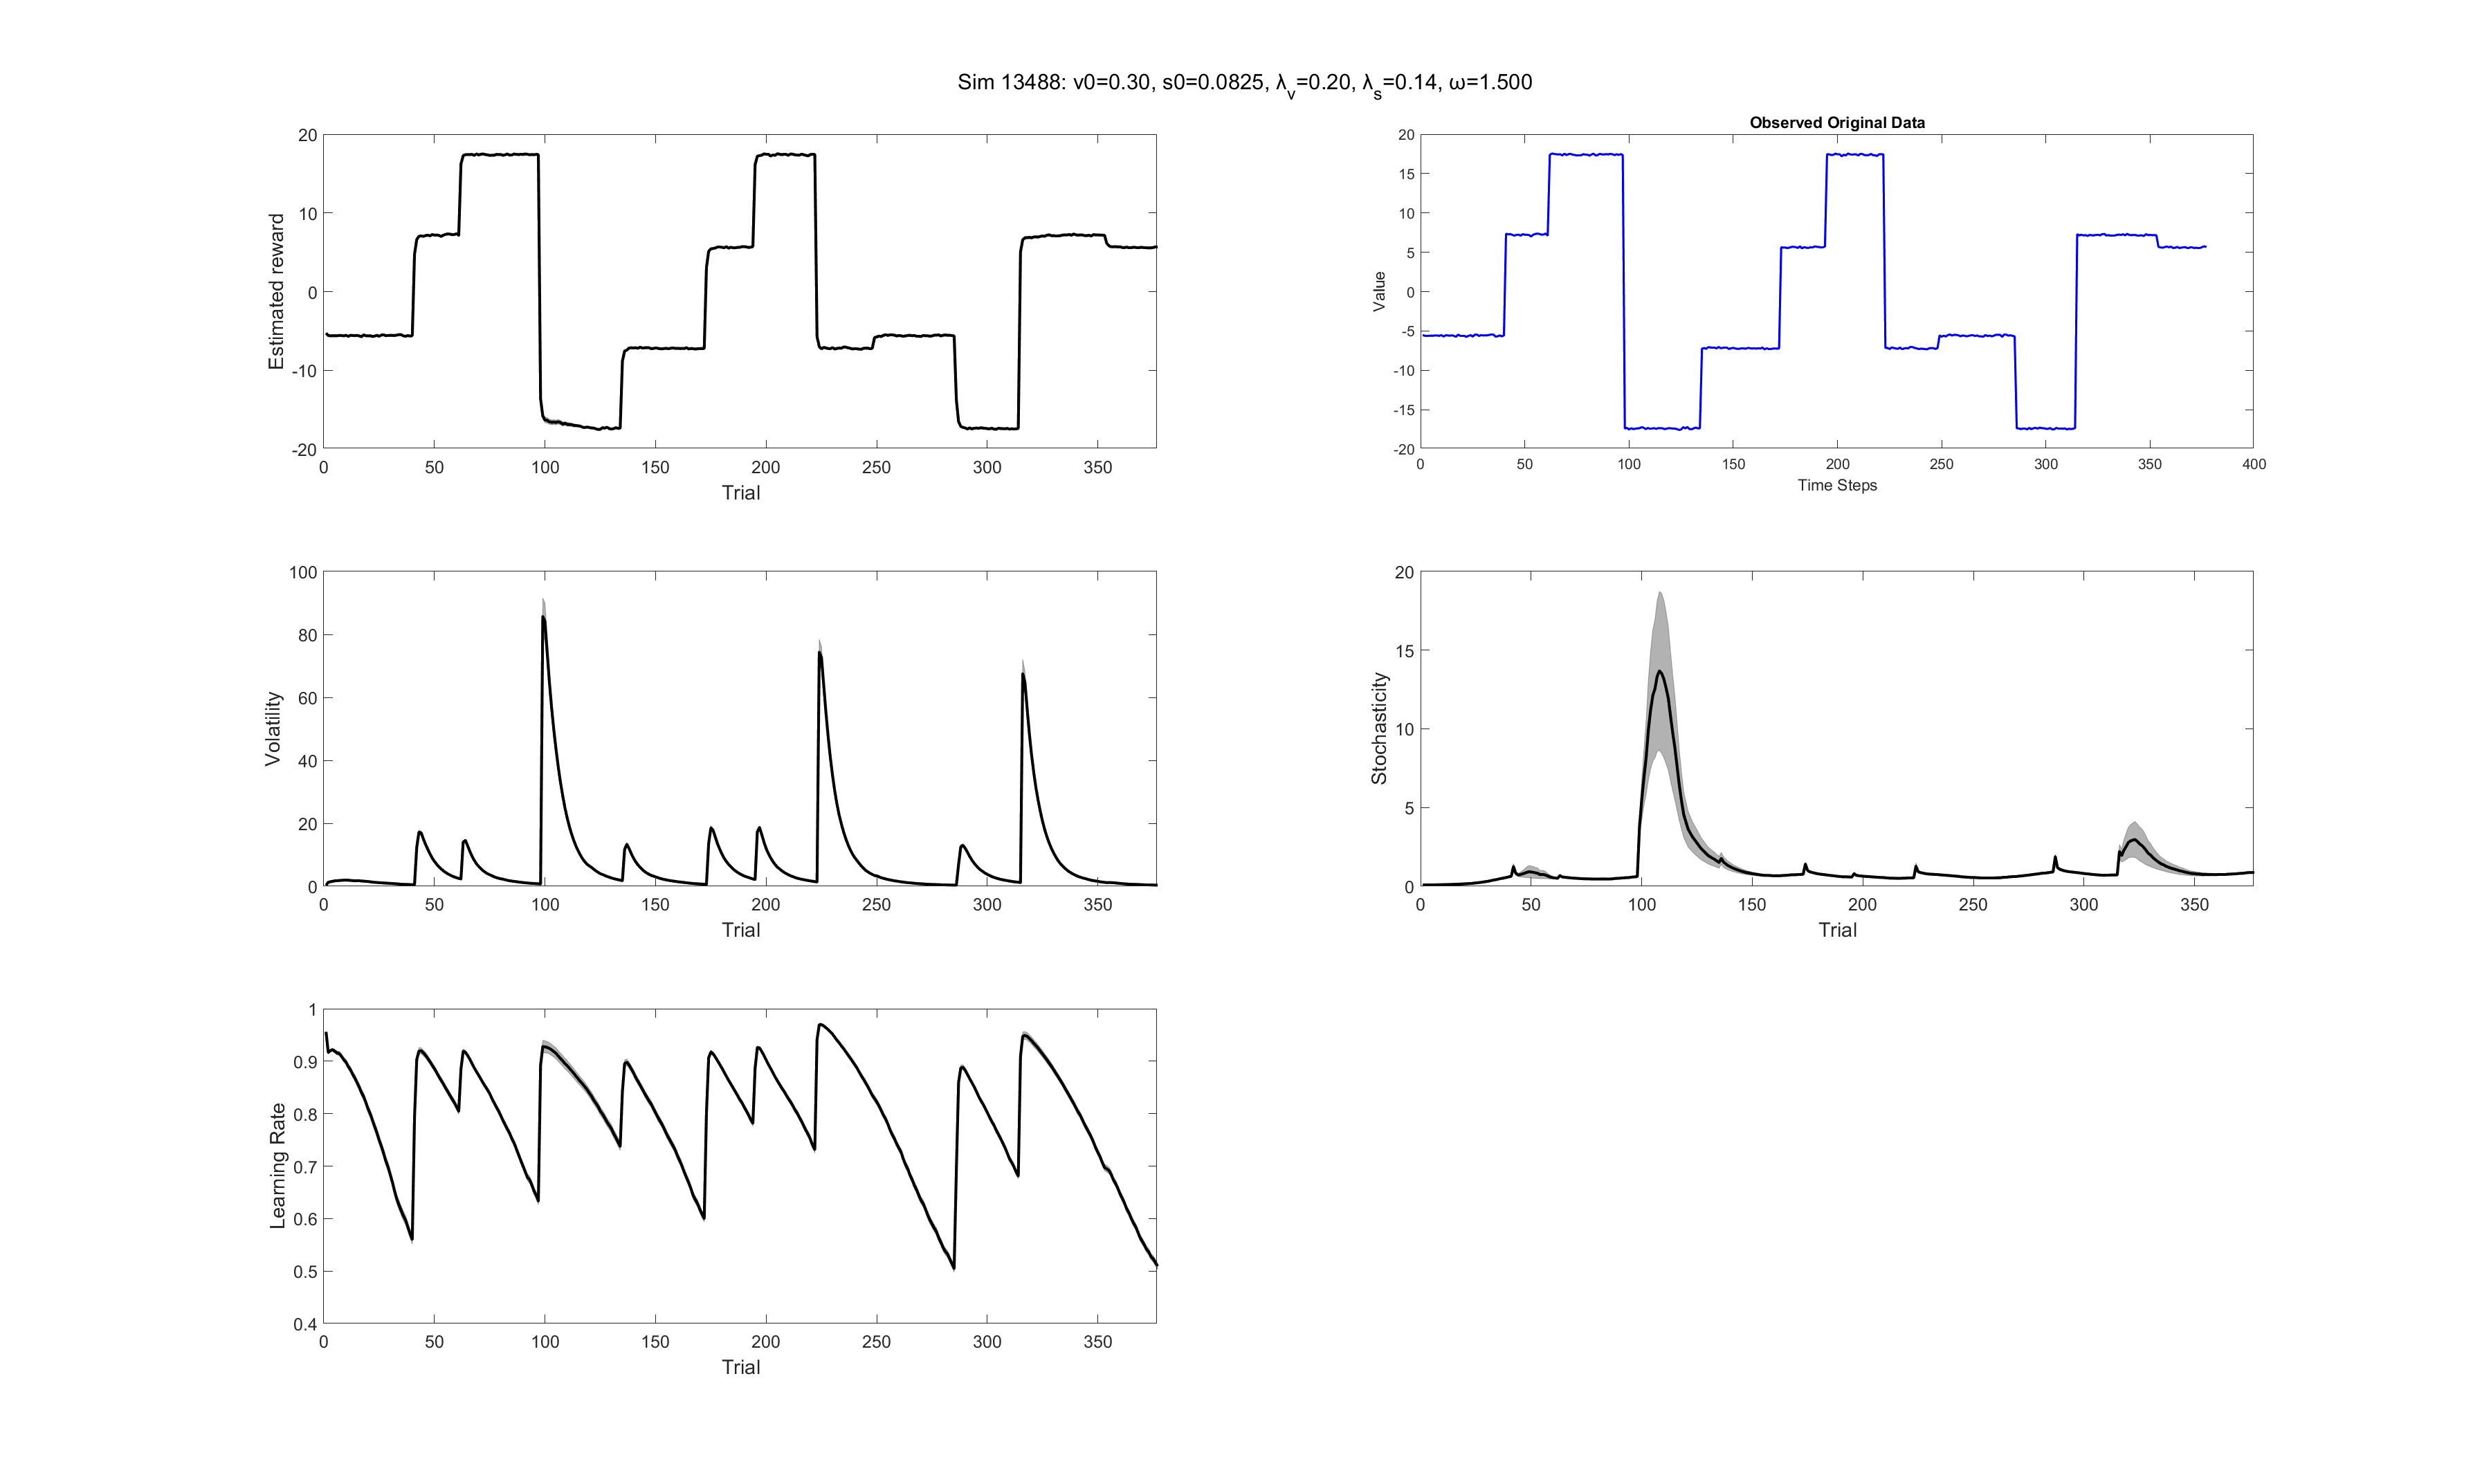 Sim 13488: v0=0.30, s0=0.0825, λv=0.20, λs=0.14, ω=1.500
Estimated reward
20
10
0
-10
-20
0 50 100 150 200 250 300 350
Trial
Observed Original Data
Value
20
15
10
5
0
-5
-10
-15
-20
0 50 100 150 200 250 300 350 400
Time Steps
Volatility
100
80
60
40
20
0
0 50 100 150 200 250 300 350
Trial
Stochasticity
20
15
10
5
0
0 50 100 150 200 250 300 350
Trial
Learning Rate
1
0.9
0.8
0.7
0.6
0.5
0.4
0 50 100 150 200 250 300 350
Trial